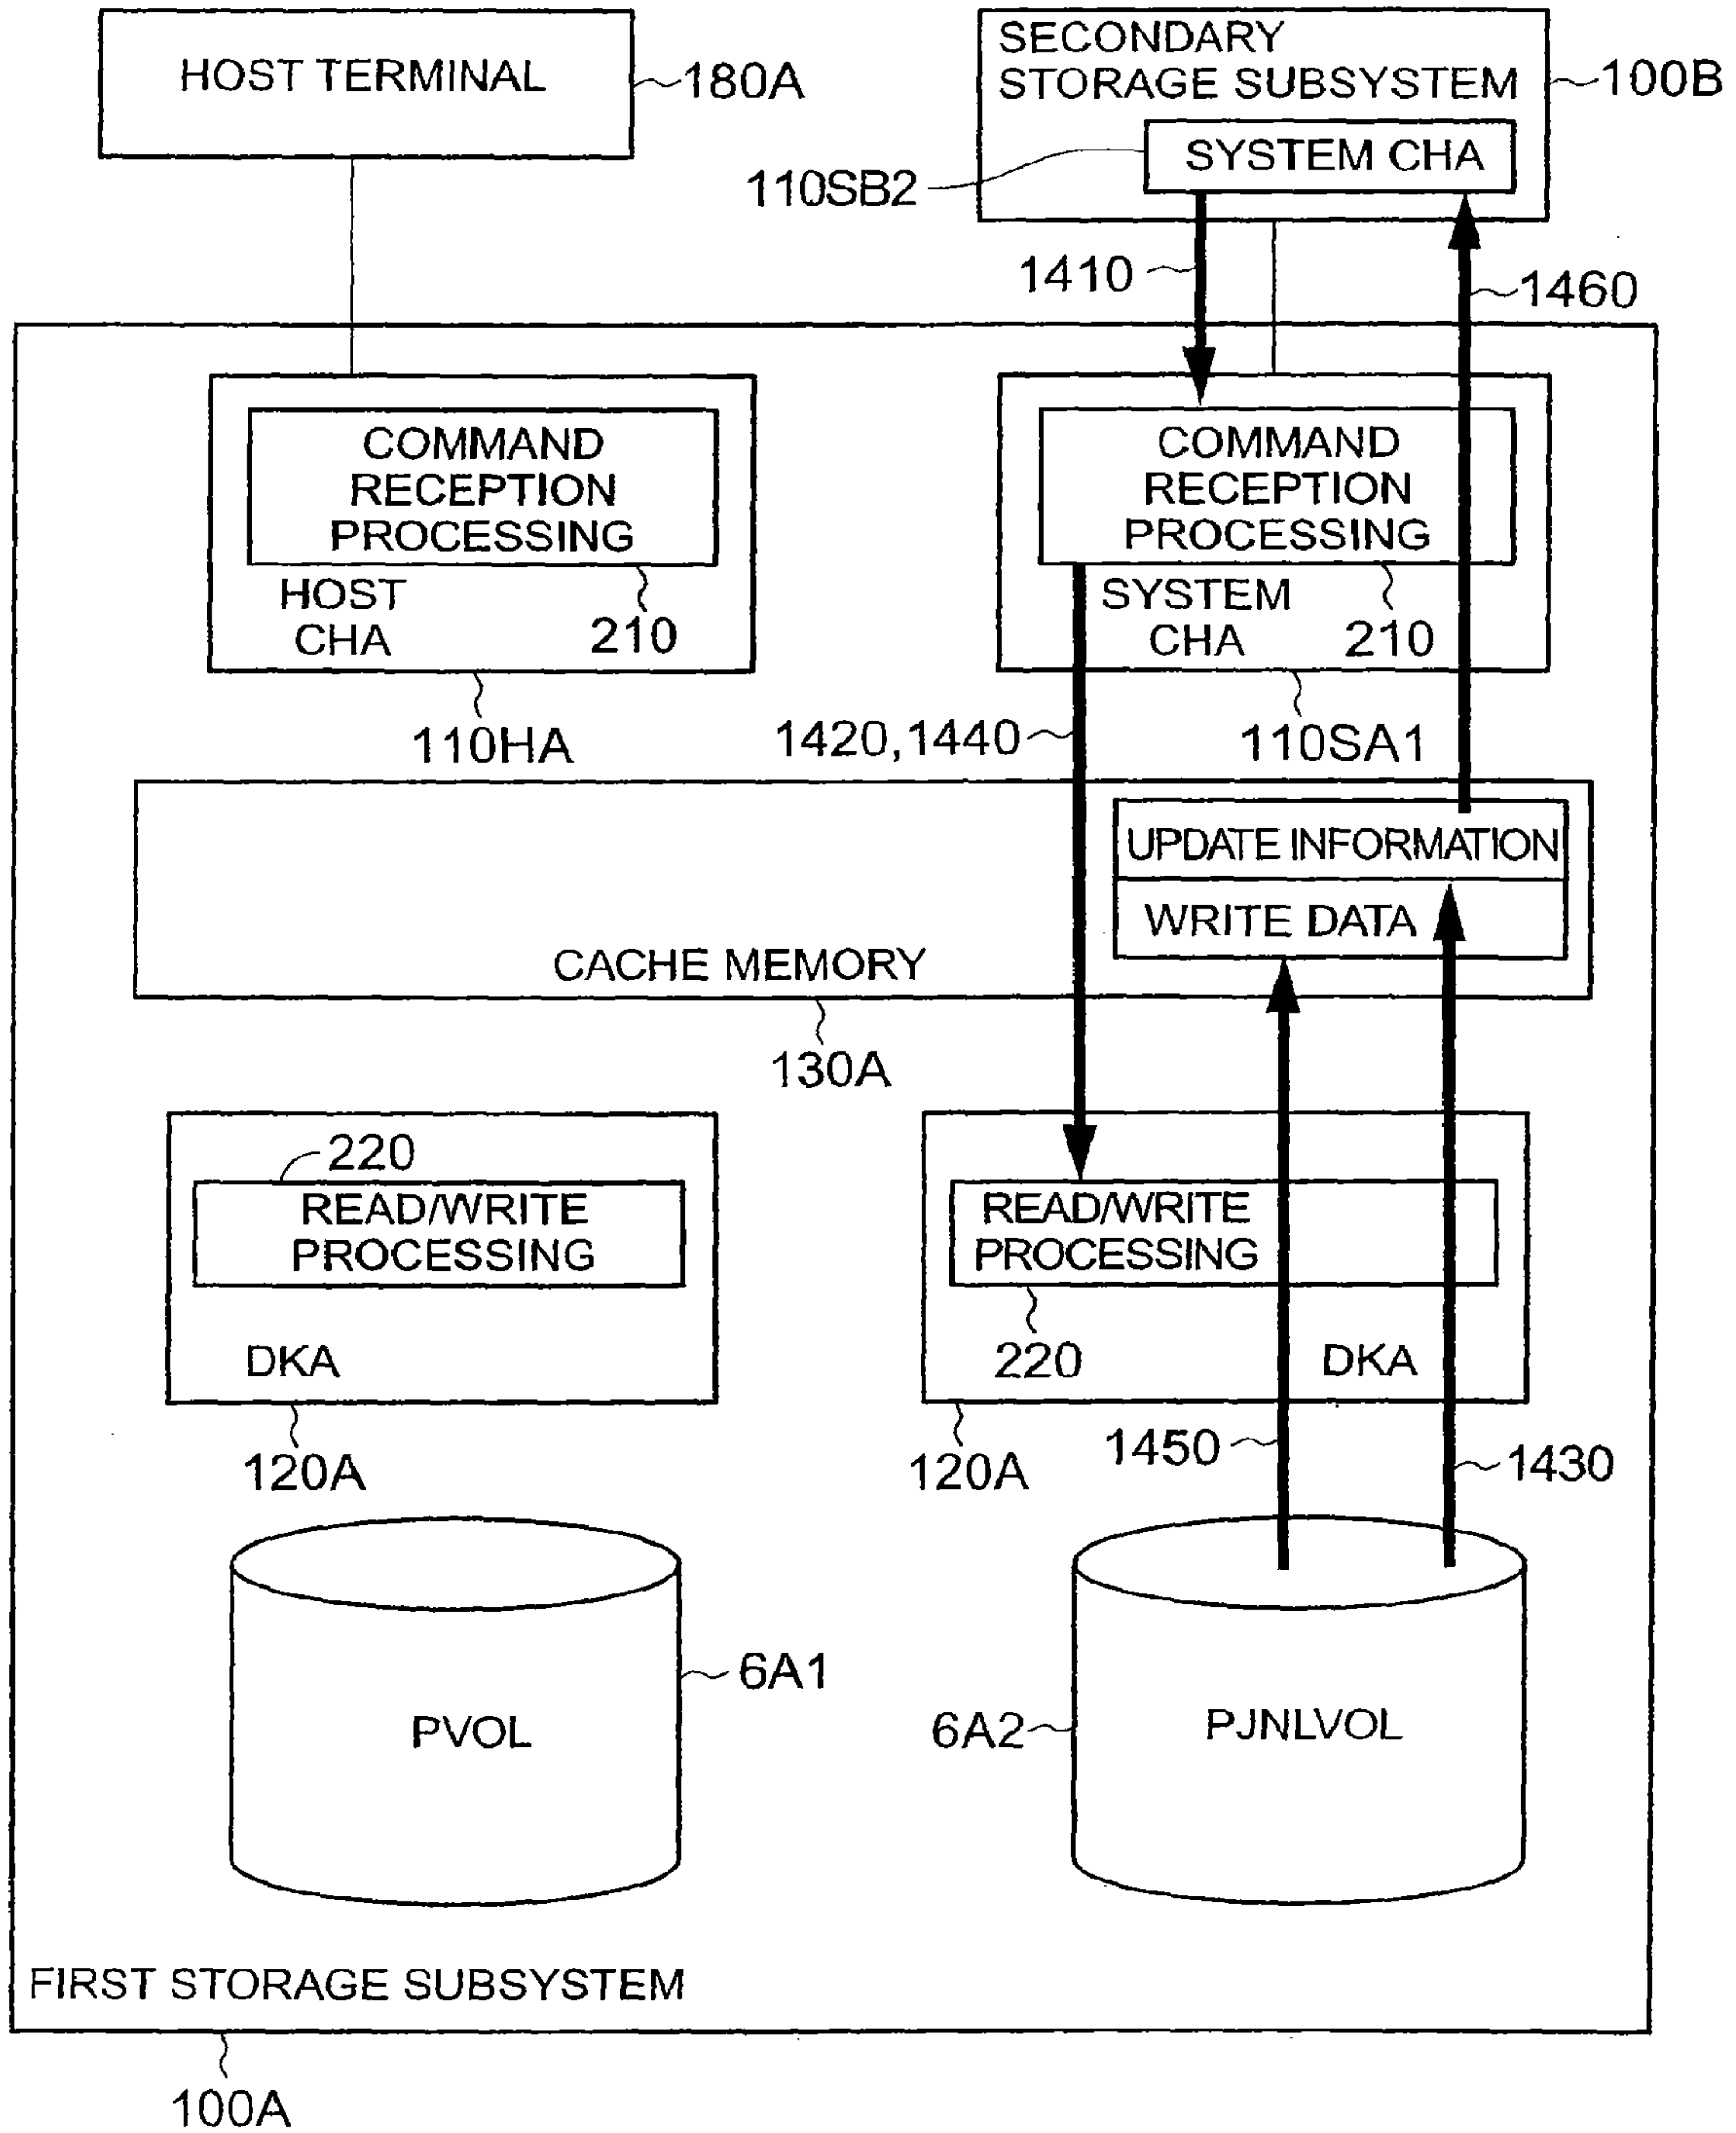 HOST TERMINAL
180A
SECONDARY
STORAGE SUBSYSTEM
100B
SYSTEM CHA
110SB2
1410
1460
COMMAND
RECEPTION
PROCESSING
HOST
CHA
210
110HA
COMMAND
RECEPTION
PROCESSING
SYSTEM
CHA
210
110SA1
1420,1440
UPDATE INFORMATION
WRITE DATA
CACHE MEMORY
130A
220
READ/WRITE
PROCESSING
DKA
120A
READ/WRITE
PROCESSING
220
DKA
120A
1450
1430
PVOL
6A1
6A2
PJNLVOL
FIRST STORAGE SUBSYSTEM
100A